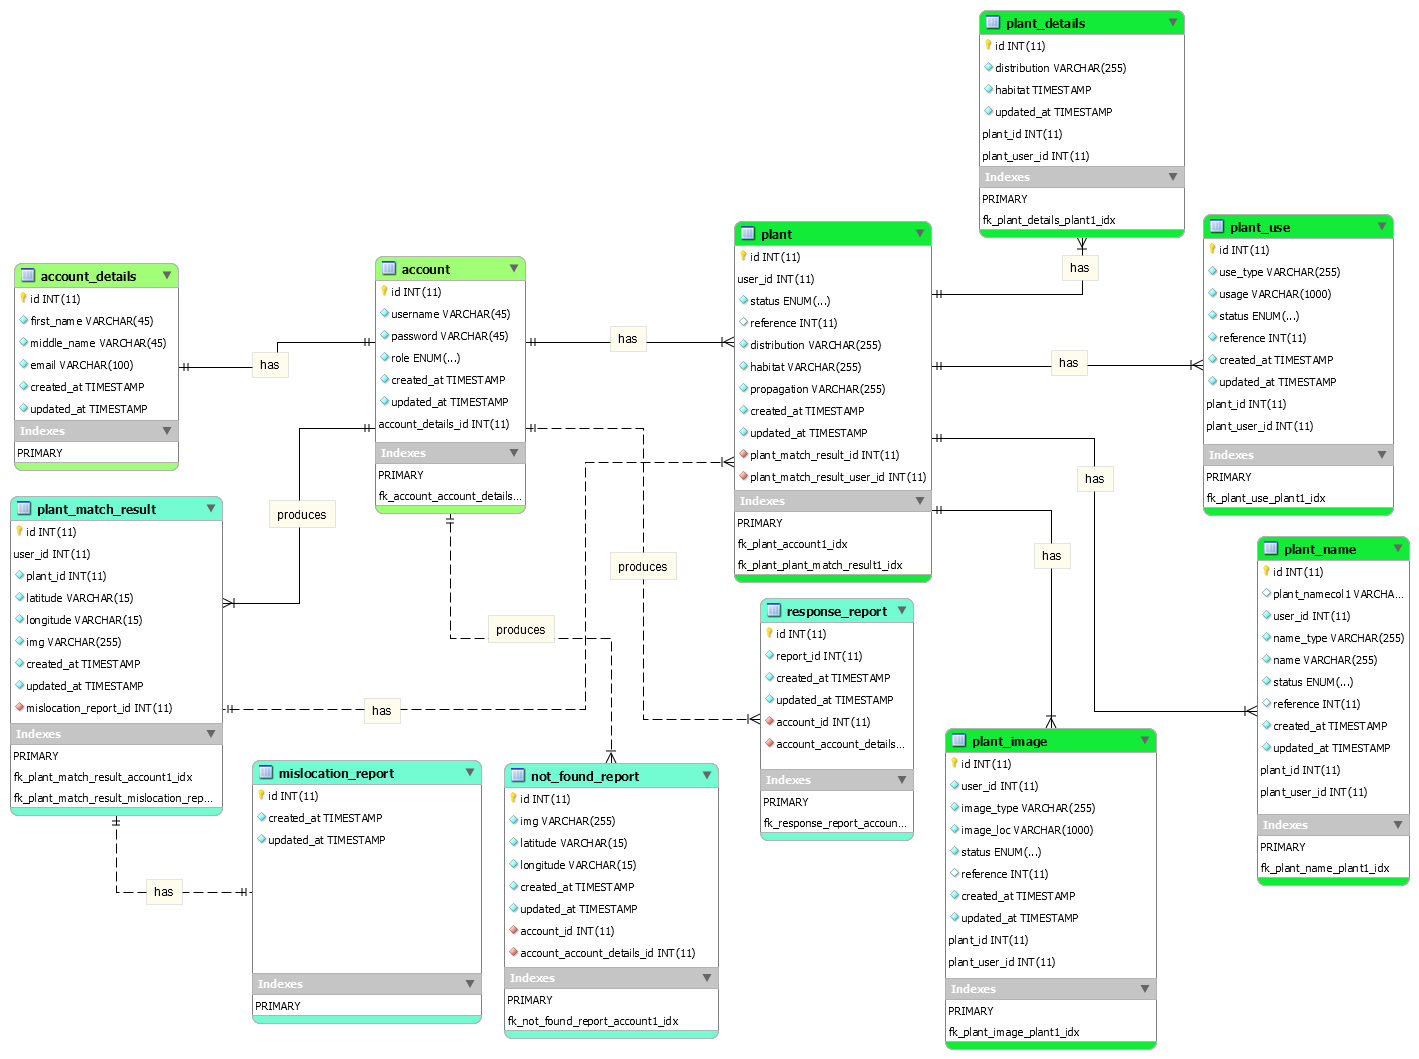 plant_details
id INT(11)
distribution VARCHAR(255)
habitat TIMESTAMP
updated_at TIMESTAMP
plant_id INT(11)
plant_user_id INT(11)
Indexes
PRIMARY
fk_plant_details_plant1_idx
has
plant_use
id INT(11)
use_type VARCHAR(255)
usage VARCHAR(1000)
status ENUM(...)
reference INT(11)
created_at TIMESTAMP
updated_at TIMESTAMP
plant_id INT(11)
plant_user_id INT(11)
Indexes
PRIMARY
fk_plant_use_plant1_idx
has
plant
id INT(11)
user_id INT(11)
status ENUM(...)
reference INT(11)
distribution VARCHAR(255)
habitat VARCHAR(255)
propagation VARCHAR(255)
created_at TIMESTAMP
updated_at TIMESTAMP
plant_match_result_id INT(11)
plant_match_result_user_id INT(11)
Indexes
PRIMARY
fk_plant_account1_idx
fk_plant_plant_match_result1_idx
has
account
id INT(11)
username VARCHAR(45)
password VARCHAR(45)
role ENUM(...)
created_at TIMESTAMP
updated_at TIMESTAMP
account_details_id INT(11)
Indexes
PRIMARY
fk_account_account_details...
has
account_details
id INT(11)
first_name VARCHAR(45)
middle_name VARCHAR(45)
email VARCHAR(100)
created_at TIMESTAMP
updated_at TIMESTAMP
Indexes
PRIMARY
plant_match_result
id INT(11)
user_id INT(11)
plant_id INT(11)
latitude VARCHAR(15)
longitude VARCHAR(15)
img VARCHAR(255)
created_at TIMESTAMP
updated_at TIMESTAMP
mislocation_report_id INT(11)
Indexes
PRIMARY
fk_plant_match_result_account1_idx
fk_plant_match_result_mislocation_rep...
produces
produces
produces
has
has
has
has
mislocation_report
id INT(11)
created_at TIMESTAMP
updated_at TIMESTAMP
Indexes
PRIMARY
not_found_report
id INT(11)
img VARCHAR(255)
latitude VARCHAR(15)
longitude VARCHAR(15)
created_at TIMESTAMP
updated_at TIMESTAMP
account_id INT(11)
account_account_details_id INT(11)
Indexes
PRIMARY
fk_not_found_report_account1_idx
response_report
id INT(11)
report_id INT(11)
created_at TIMESTAMP
updated_at TIMESTAMP
account_id INT(11)
account_account_details...
Indexes
PRIMARY
fk_response_report_accoun...
plant_image
id INT(11)
user_id INT(11)
image_type VARCHAR(255)
image_loc VARCHAR(1000)
status ENUM(...)
reference INT(11)
created_at TIMESTAMP
updated_at TIMESTAMP
plant_id INT(11)
plant_user_id INT(11)
Indexes
PRIMARY
fk_plant_image_plant1_idx
plant_name
id INT(11)
plant_namecol1 VARCHA...
user_id INT(11)
name_type VARCHAR(255)
name VARCHAR(255)
status ENUM(...)
reference INT(11)
created_at TIMESTAMP
updated_at TIMESTAMP
plant_id INT(11)
plant_user_id INT(11)
Indexes
PRIMARY
fk_plant_name_plant1_idx